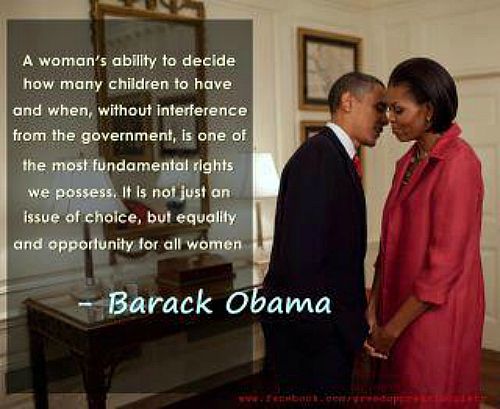 A woman's ability to decide
how many children to have
and when, without interference
from the government, is one of
the most fundamental rights
we possess. It is not just an
issue of choice, but equality
and opportunity for all women
- Barack Obama